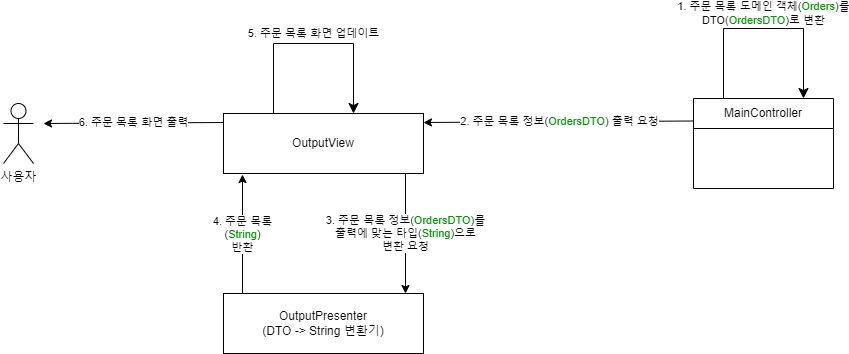 1. 주문 목록 도메인 객체(Orders)를
DTO(OrdersDTO)로 변환
5. 주문 목록 화면 업데이트
MainController
6. 주문 목록 화면 출력
2. 주문 목록 정보(OrdersDTO) 출력 요청
OutputView
사용자
4. 주문 목록
(String)
반환
3. 주문 목록 정보(OrdersDTO)를
출력에 맞는 타입(String)으로
변환 요청
OutputPresenter
(DTO -> String 변환기)